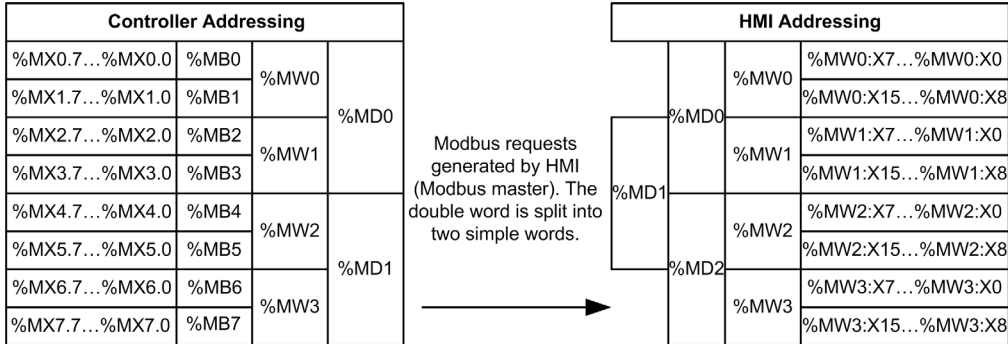 Controller Addressing
HMI Addressing
%MX0.7…%MX0.0 %MB0
%MX1.7…%MX1.0 %MB1
%MX2.7…%MX2.0 %MB2
%MX3.7…%MX3.0 %MB3
%MX4.7…%MX4.0 %MB4
%MX5.7…%MX5.0 %MB5
%MX6.7…%MX6.0 %MB6
%MX7.7…%MX7.0 %MB7
%MW0
%MW1
%MW2
%MW3
%MD0
%MD1
Modbus requests
generated by HMI
(Modbus master). The
double word is split into
two simple words.
%MD1
%MD0
%MD2
%MW0
%MW1
%MW2
%MW3
%MW0:X7…%MW0:X0
%MW0:X15…%MW0:X8
%MW1:X7…%MW1:X0
%MW1:X15…%MW1:X8
%MW2:X7…%MW2:X0
%MW2:X15…%MW2:X8
%MW3:X7…%MW3:X0
%MW3:X15…%MW3:X8